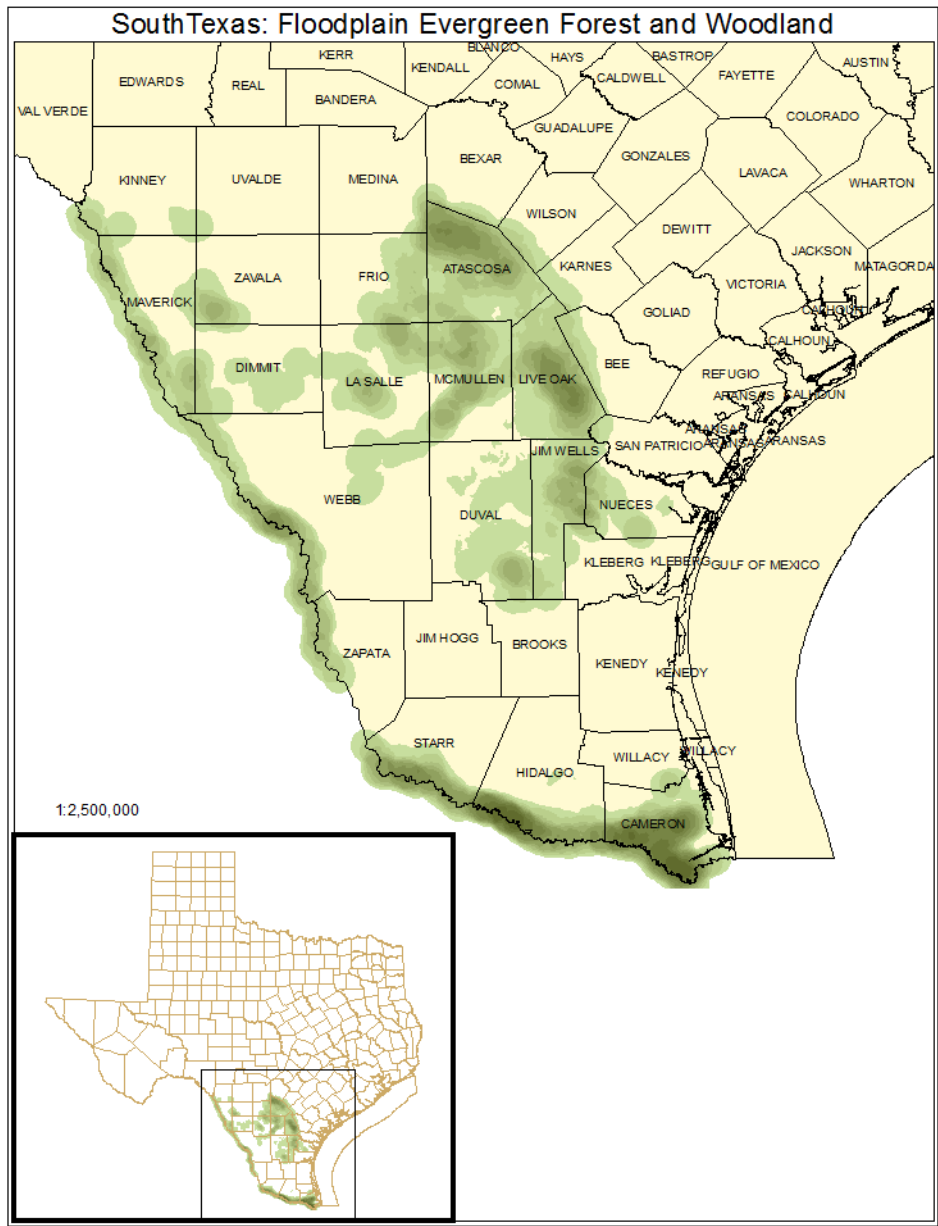 SouthTexas: Floodplain Evergreen Forest and Woodland
BLANCO
HAYS
BASTROP
KERR
KENDALL
AUSTIN
EDWARDS
REAL
COMAL
CALDWELL
FAYETTE
BANDERA
VAL VERDE
COLORADO
GUADALUPE
BEXAR
GONZALES
LAVACA
KINNEY
UVALDE
MEDINA
WHARTON
WILSON
DEWITT
JACKSON
KARNES
MATAGORDA
ATASCOSA
ZAVALA
FRIO
VICTORIA
MAVERICK
GOLIAD
CALHOUN
CALHOUN
BEE
DIMMIT
LA SALLE
MCMULLEN
LIVE OAK
REFUGIO
ARANSAS
CALHOUN
ARANSAS
SAN PATRICIO
ARANSAS
ARANSAS
JIM WELLS
WEBB
NUECES
DUVAL
KLEBERG
KLEBERG
GULF OF MEXICO
JIM HOGG
BROOKS
ZAPATA
KENEDY
KENEDY
STARR
WILLACY
WILLACY
HIDALGO
1:2,500,000
CAMERON